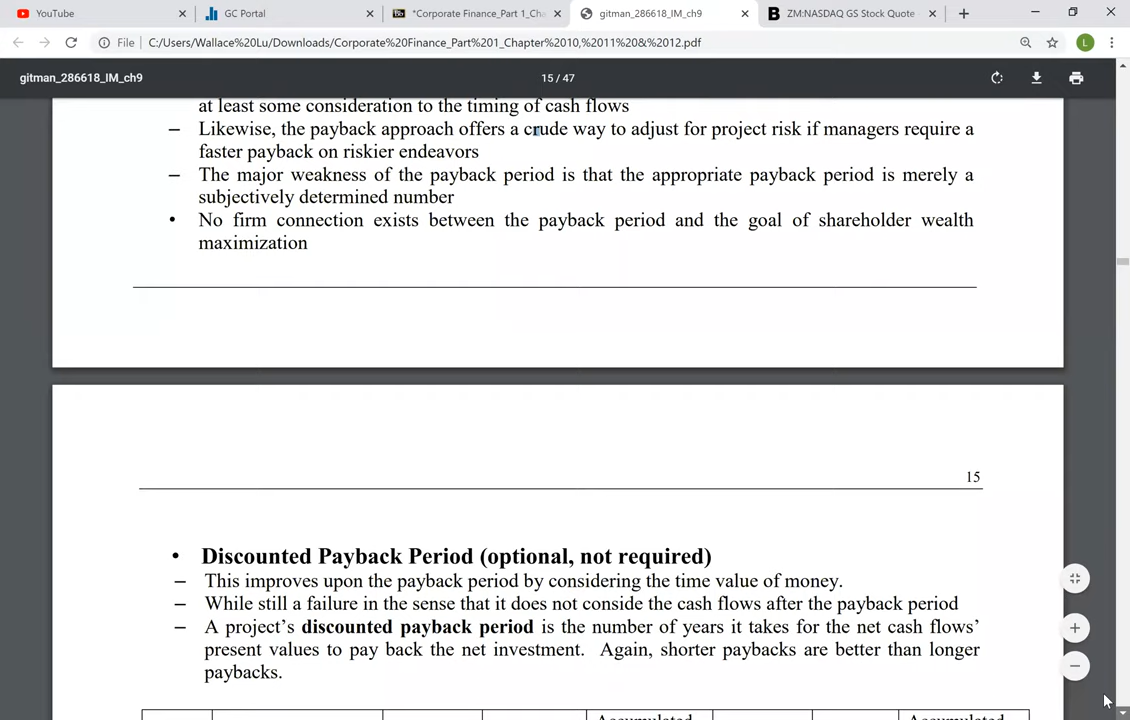 YouTube
GC Portal
*Corporate Finance_Part 1_Cha
gitman_286618_IM_ch9
B ZM:NASDAQ GS Stock Quote
File C:/Users/Wallace%20Lu/Downloads/Corporate%20Finance_Part%201_Chapter%2010,%2011%20&%2012.pdf
L
gitman_286618_IM_ch9
15 / 47
at least some consideration to the timing of cash flows
– Likewise, the payback approach offers a crude way to adjust for project risk if managers require a
faster payback on riskier endeavors
– The major weakness of the payback period is that the appropriate payback period is merely a
subjectively determined number
• No firm connection exists between the payback period and the goal of shareholder wealth
maximization
15
• Discounted Payback Period (optional, not required)
– This improves upon the payback period by considering the time value of money.
– While still a failure in the sense that it does not conside the cash flows after the payback period
– A project’s discounted payback period is the number of years it takes for the net cash flows’
present values to pay back the net investment. Again, shorter paybacks are better than longer
paybacks.
Accumulated Accumulated